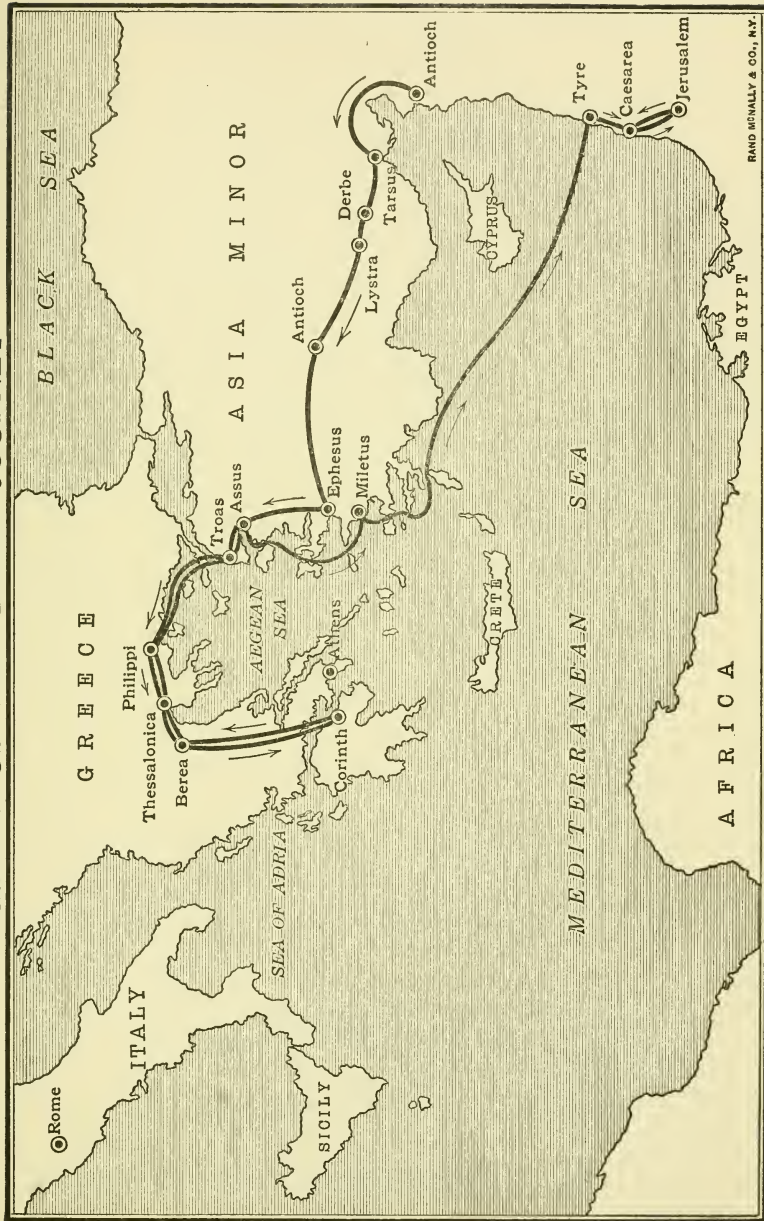 BLACK SEA
Rome
GREECE
ITALY
ASIA MINOR
Philippi
Thessalonica
Berea
Troas
Assus
Antioch
Derbe
Lystra
Tarsus
Antioch
AEGEAN
SEA
SEA OF ADRIA
Athens
Corinth
Ephesus
Miletus
SICILY
CRETE
CYPRUS
MEDITERRANEAN SEA
Tyre
Caesarea
Jerusalem
AFRICA
EGYPT
RAND MCNALLY & CO., N.Y.